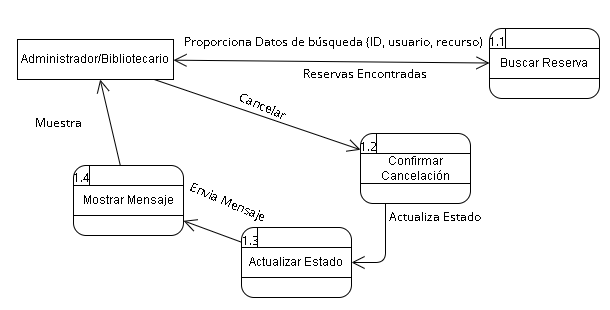 Proporciona Datos de búsqueda {ID, usuario, recurso}
1.1
Administrador/Bibliotecario
Buscar Reserva
Reservas Encontradas
Cancelar
Muestra
1.2
Confirmar
Cancelación
1.4
Mostrar Mensaje
Envia Mensaje
Actualiza Estado
1.3
Actualizar Estado